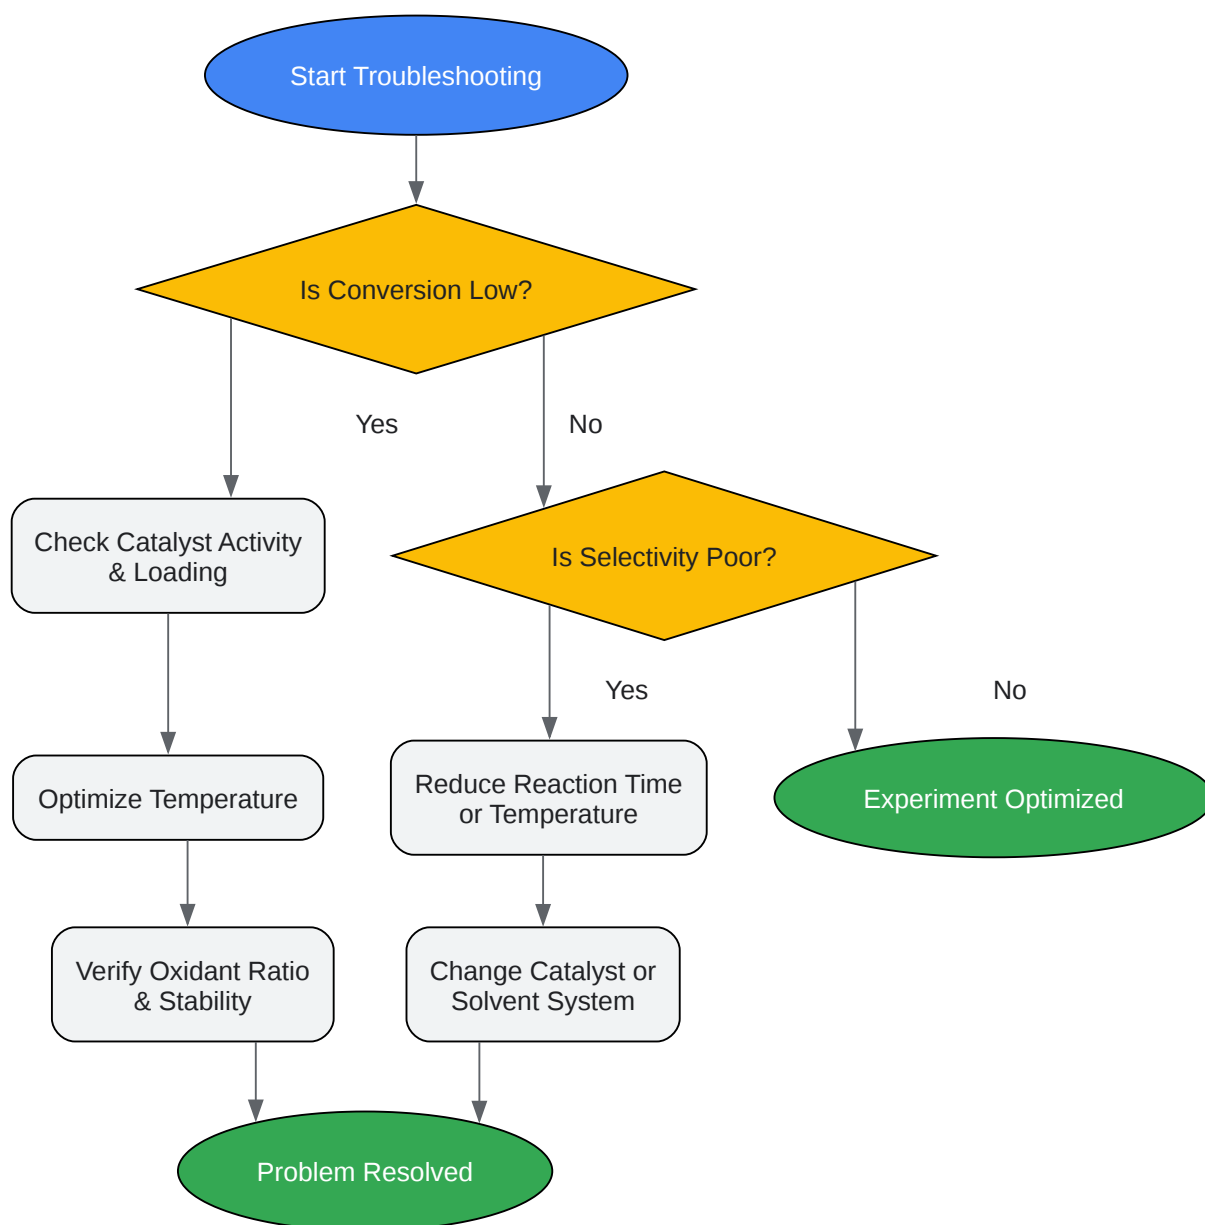 Start Troubleshooting
Is Conversion Low?
Yes
No
Check Catalyst Activity
& Loading
Is Selectivity Poor?
Yes
No
Optimize Temperature
Reduce Reaction Time
or Temperature
Experiment Optimized
Verify Oxidant Ratio
& Stability
Change Catalyst or
Solvent System
Problem Resolved